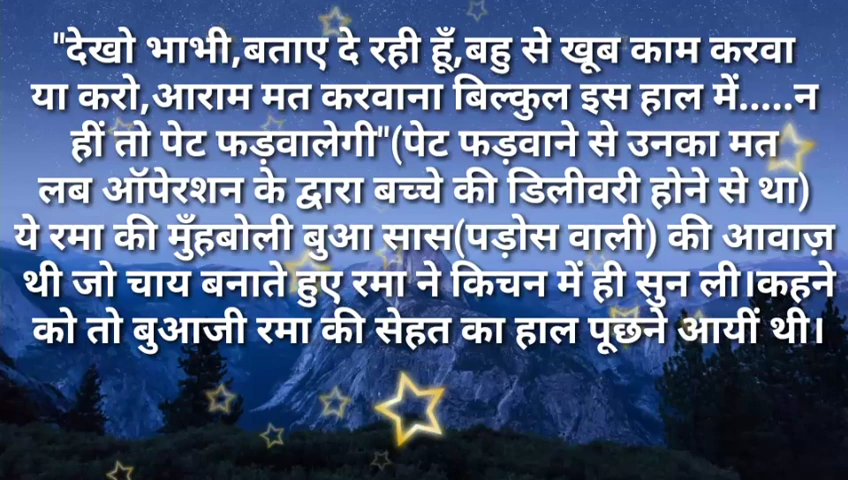 "देखो भाभी,बताए दे रही हूँ,बहु से खूब काम करवा
या करो,आराम मत करवाना बिल्कुल इस हाल में.....न
हीं तो पेट फड़वालेगी"(पेट फड़वाने से उनका मत
लब ऑपेरशन के द्वारा बच्चे की डिलीवरी होने से था)
ये रमा की मुँहबोली बुआ सास(पड़ोस वाली) की आवाज़
थी जो चाय बनाते हुए रमा ने किचन में ही सुन ली।कहने
को तो बुआजी रमा की सेहत का हाल पूछने आयीं थी।